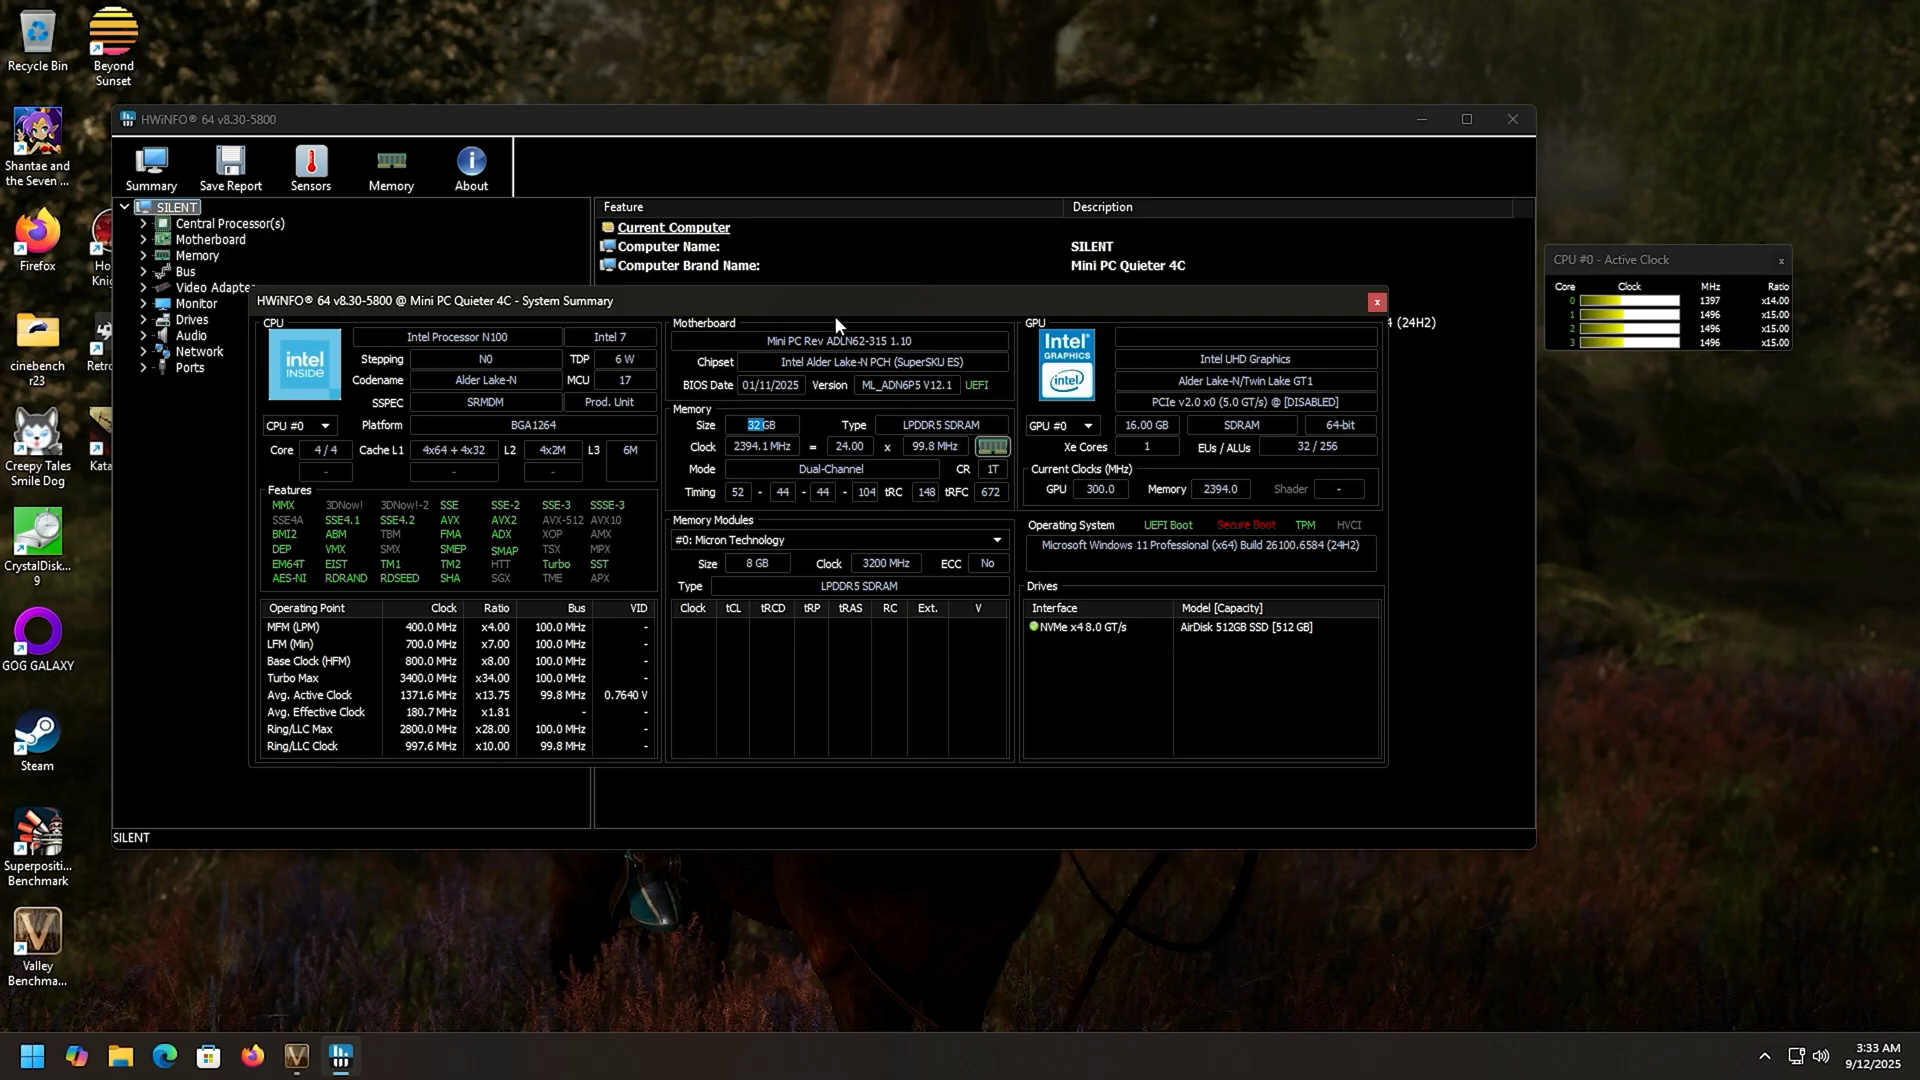 Recycle Bin
Beyond
Sunset
Shantae and
the Seven ...
Firefox
Ho
Knig
cinebench
r23
Retro
Creepy Tales
Smile Dog
Kata
CrystalDisk...
9
GOG GALAXY
Steam
Superpositi...
Benchmark
Valley
Benchma...
HWiNFO® 64 v8.30-5800
Summary
Save Report
Sensors
Memory
About
SILENT
Central Processor(s)
Motherboard
Memory
Bus
Video Adapte
Monitor
Drives
Audio
Network
Ports
Feature Description
Current Computer
Computer Name: SILENT
Computer Brand Name: Mini PC Quieter 4C
4 (24H2)
HWiNFO® 64 v8.30-5800 @ Mini PC Quieter 4C - System Summary
x
CPU
intel
INSIDE
Intel Processor N100 Intel 7
Stepping N0 TDP 6 W
Codename Alder Lake-N MCU 17
SSPEC SRMDM Prod. Unit
CPU #0 Platform BGA1264
Core 4 / 4 Cache L1 4x64 + 4x32 L2 4x2M L3 6M
- - -
Features
MMX 3DNow! 3DNow!-2 SSE SSE-2 SSE-3 SSSE-3
SSE4A SSE4.1 SSE4.2 AVX AVX2 AVX-512 AVX10
BMI2 ABM TBM FMA ADX XOP AMX
DEP VMX SMX SMEP SMAP TSX MPX
EM64T EIST TM1 TM2 HTT Turbo SST
AES-NI RDRAND RDSEED SHA SGX TME APX
Operating Point Clock Ratio Bus VID
MFM (LPM) 400.0 MHz x4.00 100.0 MHz -
LFM (Min) 700.0 MHz x7.00 100.0 MHz -
Base Clock (HFM) 800.0 MHz x8.00 100.0 MHz -
Turbo Max 3400.0 MHz x34.00 100.0 MHz -
Avg. Active Clock 1371.6 MHz x13.75 99.8 MHz 0.7640 V
Avg. Effective Clock 180.7 MHz x1.81 - -
Ring/LLC Max 2800.0 MHz x28.00 100.0 MHz -
Ring/LLC Clock 997.6 MHz x10.00 99.8 MHz -
Motherboard
Mini PC Rev ADLN62-315 1.10
Chipset Intel Alder Lake-N PCH (SuperSKU ES)
BIOS Date 01/11/2025 Version ML_ADN6P5 V12.1 UEFI
Memory
Size 32 GB Type LPDDR5 SDRAM
Clock 2394.1 MHz = 24.00 x 99.8 MHz
Mode Dual-Channel CR 1T
Timing 52 - 44 - 44 - 104 tRC 148 tRFC 672
Memory Modules
#0: Micron Technology
Size 8 GB Clock 3200 MHz ECC No
Type LPDDR5 SDRAM
Clock tCL tRCD tRP tRAS RC Ext. V
GPU
intel
GRAPHICS
intel
Intel UHD Graphics
Alder Lake-N/Twin Lake GT1
PCIe v2.0 x0 (5.0 GT/s) @ [DISABLED]
GPU #0 16.00 GB SDRAM 64-bit
Xe Cores 1 EUs / ALUs 32 / 256
Current Clocks (MHz)
GPU 300.0 Memory 2394.0 Shader -
Operating System UEFI Boot Secure Boot TPM HVCI
Microsoft Windows 11 Professional (x64) Build 26100.6584 (24H2)
Drives
Interface Model [Capacity]
NVMe x4 8.0 GT/s AirDisk 512GB SSD [512 GB]
SILENT
CPU #0 - Active Clock
x
Core Clock MHz Ratio
0 1397 x14.00
1 1496 x15.00
2 1496 x15.00
3 1496 x15.00
3:33 AM
9/12/2025